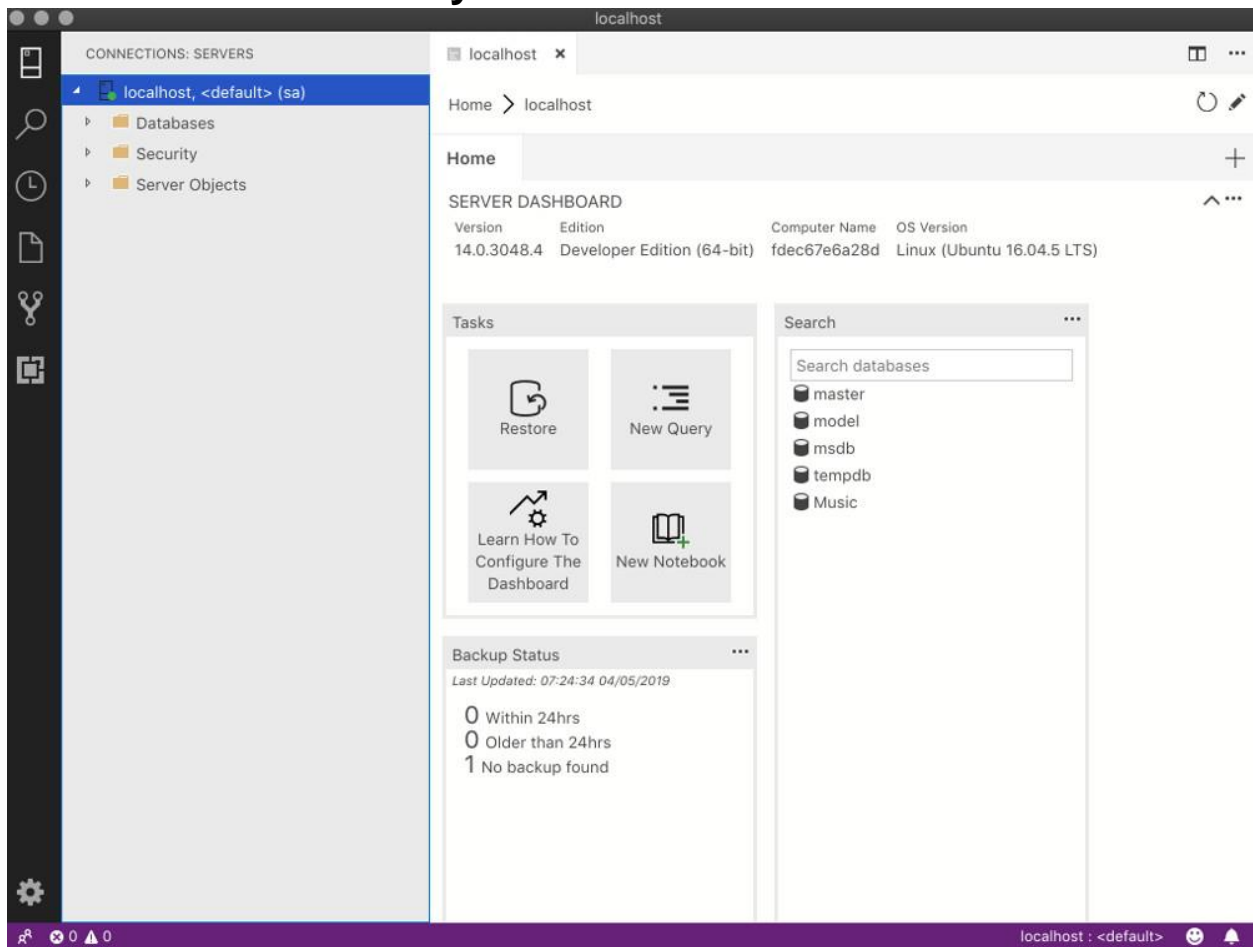 localhost
CONNECTIONS: SERVERS
localhost, <default> (sa)
Databases
Security
Server Objects
localhost
Home > localhost
Home
SERVER DASHBOARD
Version Edition Computer Name OS Version
14.0.3048.4 Developer Edition (64-bit) fdec67e6a28d Linux (Ubuntu 16.04.5 LTS)
Tasks
Restore
New Query
Learn How To
Configure The
Dashboard
New Notebook
Search
Search databases
master
model
msdb
tempdb
Music
Backup Status
Last Updated: 07:24:34 04/05/2019
0 Within 24hrs
0 Older than 24hrs
1 No backup found
0 0
localhost : <default>